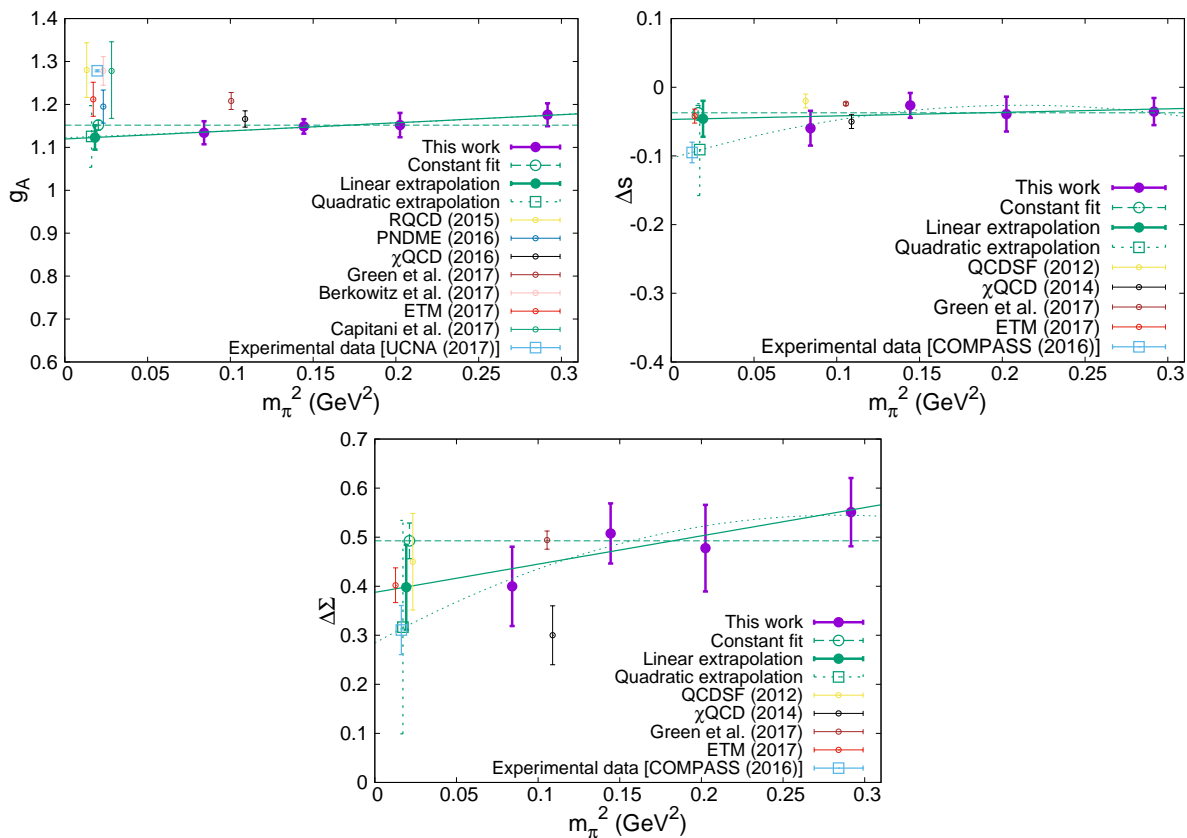 1.4
1.3
1.2
1.1
1
0.9
0.8
0.7
0.6
g_A
This work
Constant fit
Linear extrapolation
Quadratic extrapolation
RQCD (2015)
PNDME (2016)
χQCD (2016)
Green et al. (2017)
Berkowitz et al. (2017)
ETM (2017)
Capitani et al. (2017)
Experimental data [UCNA (2017)]
0 0.05 0.1 0.15 0.2 0.25 0.3
m_π^2 (GeV^2)
0
-0.1
-0.2
-0.3
-0.4
Δs
This work
Constant fit
Linear extrapolation
Quadratic extrapolation
QCDSF (2012)
χQCD (2014)
Green et al. (2017)
ETM (2017)
Experimental data [COMPASS (2016)]
0 0.05 0.1 0.15 0.2 0.25 0.3
m_π^2 (GeV^2)
0.7
0.6
0.5
0.4
0.3
0.2
0.1
0
ΔΣ
This work
Constant fit
Linear extrapolation
Quadratic extrapolation
QCDSF (2012)
χQCD (2014)
Green et al. (2017)
ETM (2017)
Experimental data [COMPASS (2016)]
0 0.05 0.1 0.15 0.2 0.25 0.3
m_π^2 (GeV^2)